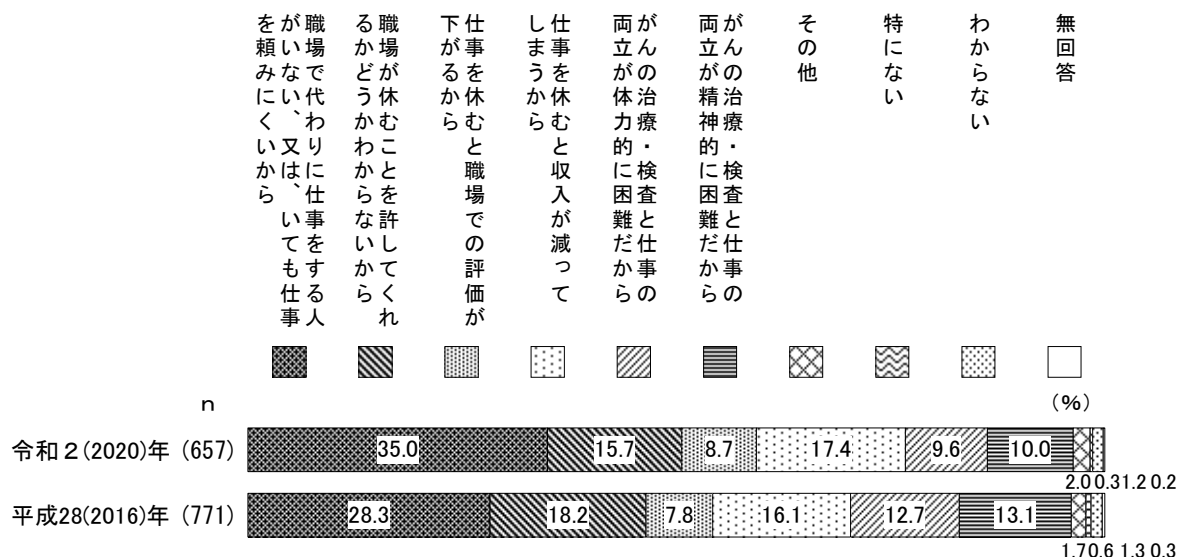 職場で代わりに仕事をする人
がいない、又は、いても仕事
を頼みにくいから
職場が休むことを許してくれ
るかどうかわからないから
仕事を休むと職場での評価が
下がるから
仕事を休むと収入が減って
しまうから
がんの治療・検査と仕事の
両立が体力的に困難だから
がんの治療・検査と仕事の
両立が精神的に困難だから
その他
特にない
わからない
無回答
n
(%)
令和2(2020)年 (657) 35.0 15.7 8.7 17.4 9.6 10.0
2.0 0.3 1.2 0.2
平成28(2016)年 (771) 28.3 18.2 7.8 16.1 12.7 13.1
1.7 0.6 1.3 0.3